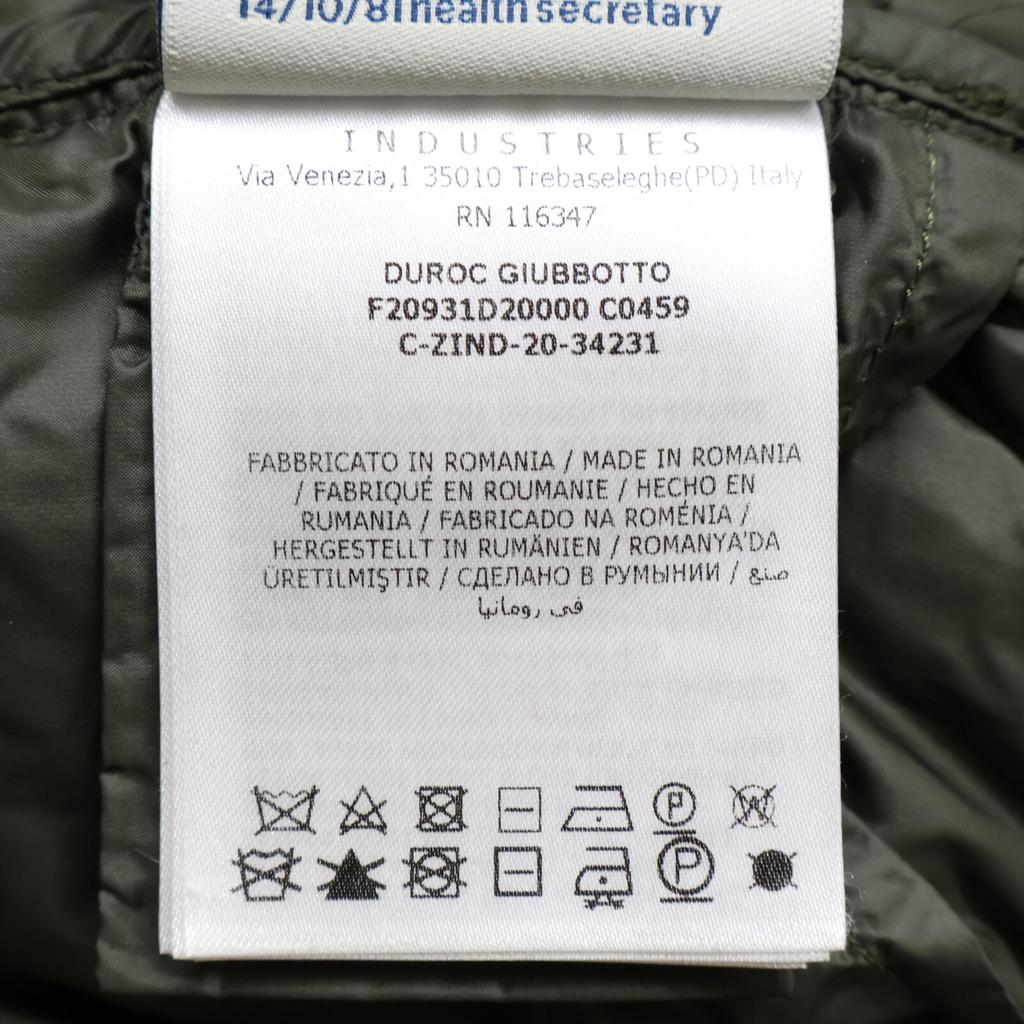 14/10/81 health secretary
INDUSTRIES
Via Venezia,1 35010 Trebaseleghe(PD) Italy
RN 116347
DUROC GIUBBOTTO
F20931D20000 C0459
C-ZIND-20-34231
FABBRICATO IN ROMANIA / MADE IN ROMANIA
/ FABRIQUÉ EN ROUMANIE / HECHO EN
RUMANIA / FABRICADO NA ROMÉNIA /
HERGESTELLT IN RUMÄNIEN / ROMANYA'DA
ÜRETILMIŞTIR / СДЕЛАНО В РУМЫНИИ / صنع
في رومانيا
P W
P